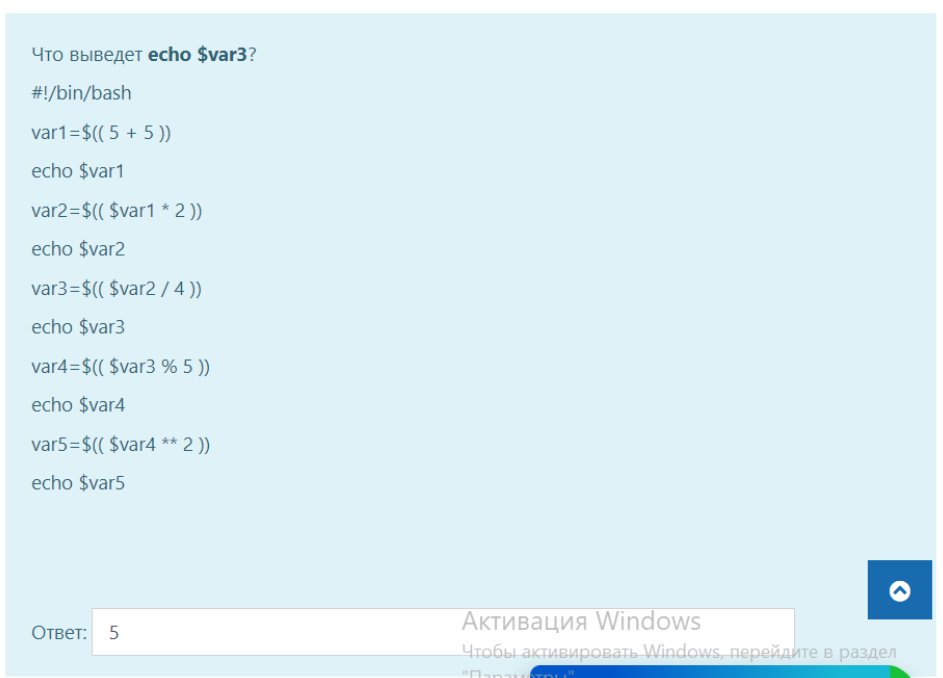 Что выведет echo $var3?
#!/bin/bash
var1=$(( 5 + 5 ))
echo $var1
var2=$(( $var1 * 2 ))
echo $var2
var3=$(( $var2 / 4 ))
echo $var3
var4=$(( $var3 % 5 ))
echo $var4
var5=$(( $var4 ** 2 ))
echo $var5
Ответ: 5
Активация Windows
Чтобы активировать Windows, перейдите в раздел
"Параметры"